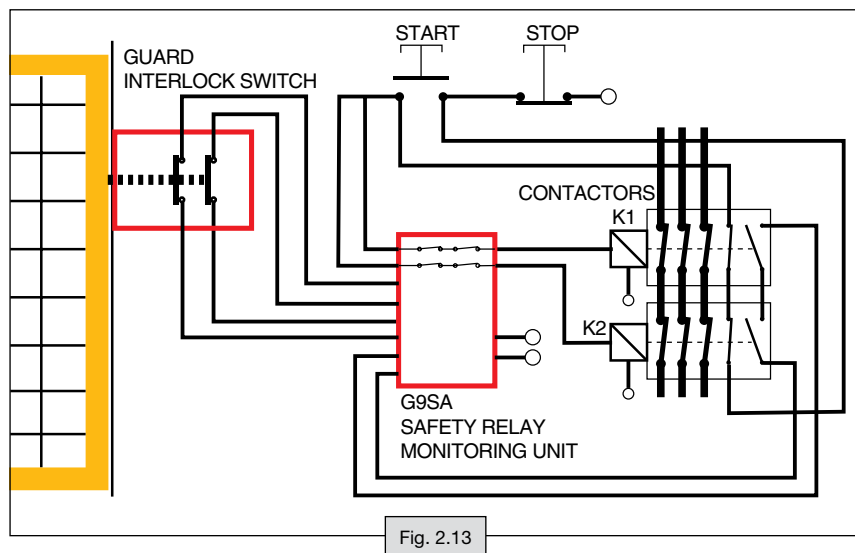 START
STOP
GUARD
INTERLOCK SWITCH
CONTACTORS
K1
K2
G9SA
SAFETY RELAY
MONITORING UNIT
Fig. 2.13